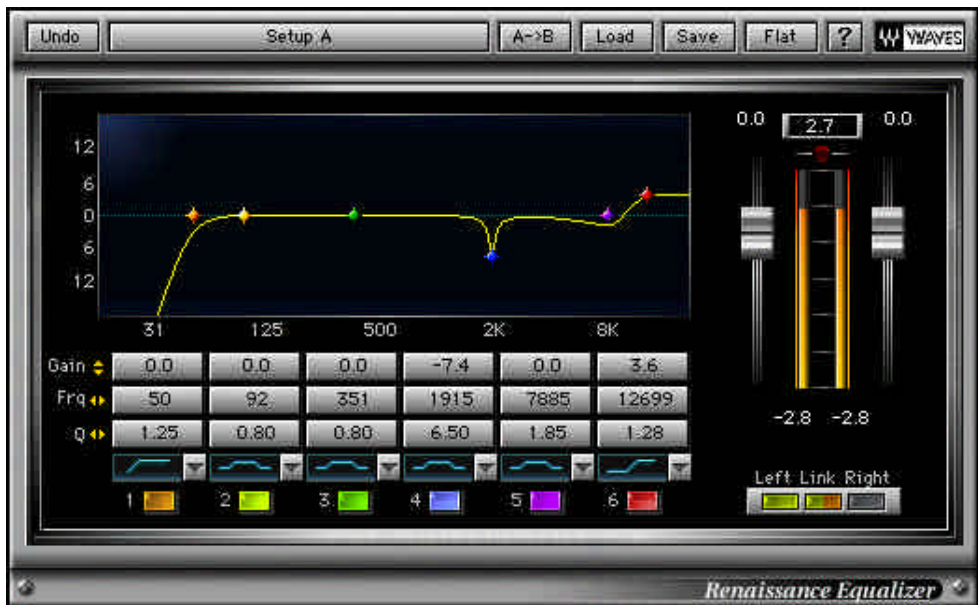 Undo Setup A A->B Load Save Flat ? WAVES
0.0 2.7 0.0
12
6
0
6
12
31 125 500 2K 8K
Gain 0.0 0.0 0.0 -7.4 0.0 3.6
Frq 50 92 351 1915 7885 12699
Q 1.25 0.80 0.80 6.50 1.85 1.28
-2.8 -2.8
Left Link Right
1 2 3 4 5 6
Renaissance Equalizer